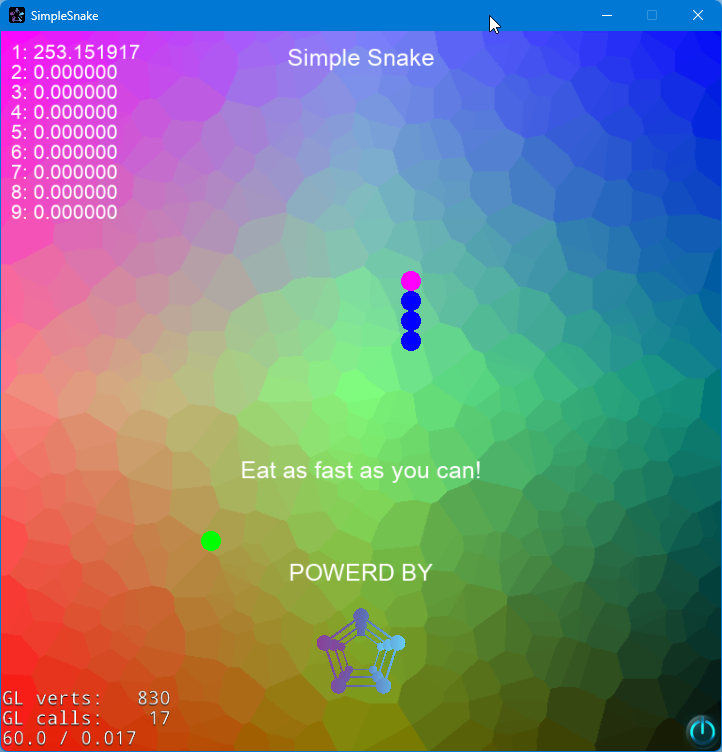 SimpleSnake
Simple Snake
1: 253.151917
2: 0.000000
3: 0.000000
4: 0.000000
5: 0.000000
6: 0.000000
7: 0.000000
8: 0.000000
9: 0.000000
Eat as fast as you can!
POWERD BY
GL verts: 830
GL calls: 17
60.0 / 0.017